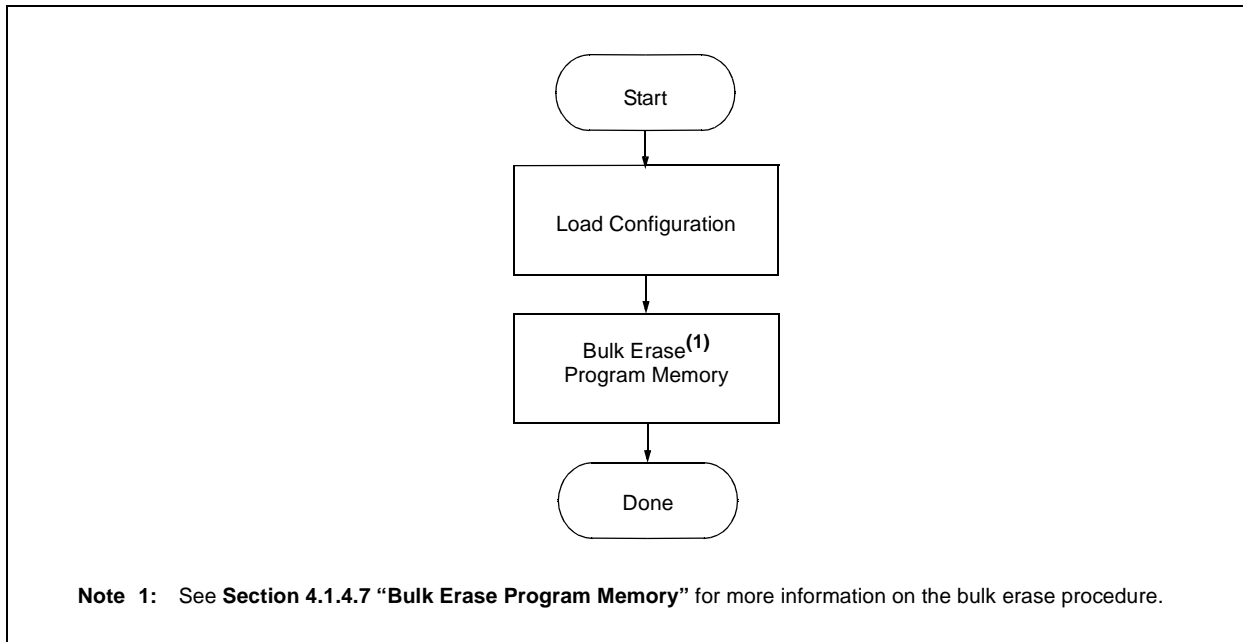 Start
Load Configuration
Bulk Erase(1)
Program Memory
Done
Note 1: See Section 4.1.4.7 “Bulk Erase Program Memory” for more information on the bulk erase procedure.